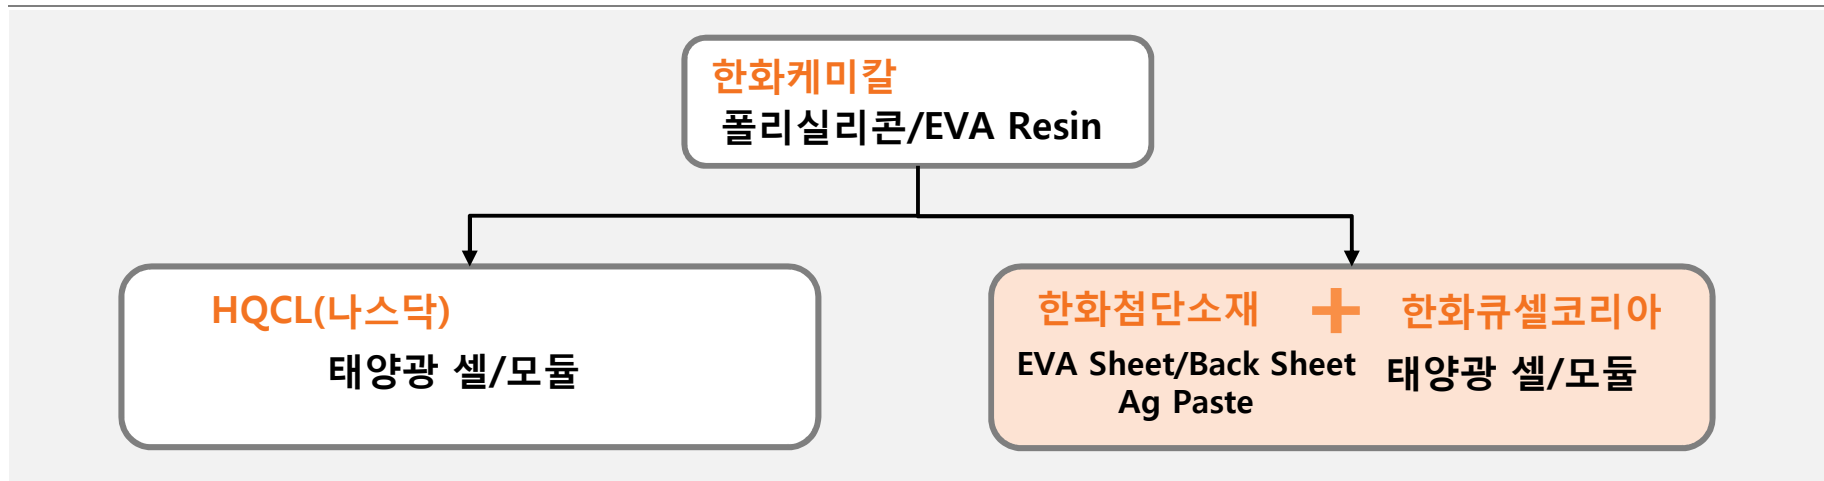 한화케미칼
폴리실리콘/EVA Resin
HQCL(나스닥)
태양광 셀/모듈
한화첨단소재 + 한화큐셀코리아
EVA Sheet/Back Sheet
Ag Paste
태양광 셀/모듈